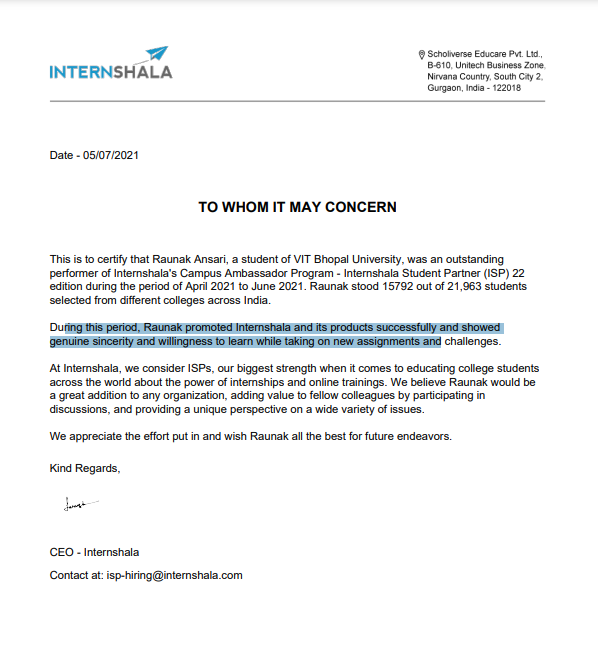 INTERNSHALA
Scholiverse Educare Pvt. Ltd.,
B-610, Unitech Business Zone,
Nirvana Country, South City 2,
Gurgaon, India - 122018
Date - 05/07/2021
TO WHOM IT MAY CONCERN
This is to certify that Raunak Ansari, a student of VIT Bhopal University, was an outstanding
performer of Internshala's Campus Ambassador Program - Internshala Student Partner (ISP) 22
edition during the period of April 2021 to June 2021. Raunak stood 15792 out of 21,963 students
selected from different colleges across India.
During this period, Raunak promoted Internshala and its products successfully and showed
genuine sincerity and willingness to learn while taking on new assignments and challenges.
At Internshala, we consider ISPs, our biggest strength when it comes to educating college students
across the world about the power of internships and online trainings. We believe Raunak would be
a great addition to any organization, adding value to fellow colleagues by participating in
discussions, and providing a unique perspective on a wide variety of issues.
We appreciate the effort put in and wish Raunak all the best for future endeavors.
Kind Regards,
CEO - Internshala
Contact at: isp-hiring@internshala.com